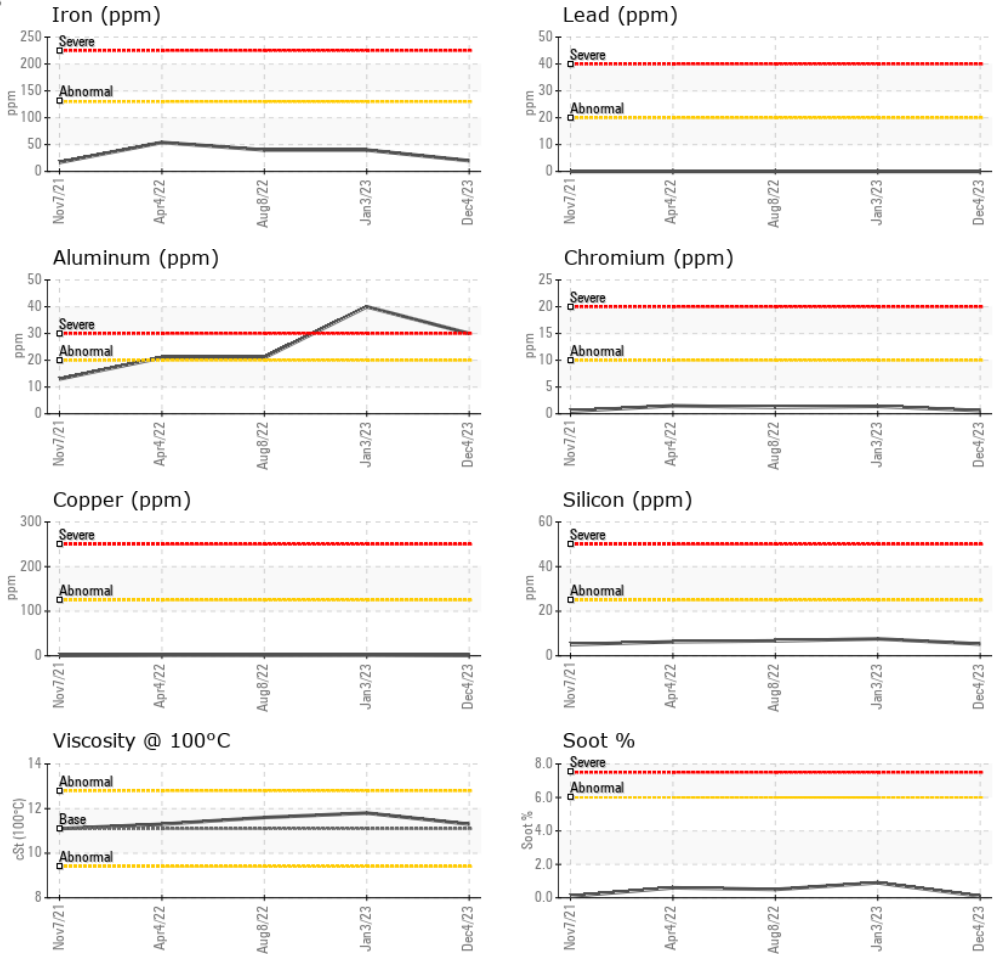 Iron (ppm)
250
200
150
100
50
0
ppm
Severe
Abnormal
Nov7/21
Apr4/22
Aug8/22
Jan3/23
Dec4/23
Lead (ppm)
50
40
30
20
10
0
ppm
Severe
Abnormal
Nov7/21
Apr4/22
Aug8/22
Jan3/23
Dec4/23
Aluminum (ppm)
50
40
30
20
10
0
ppm
Severe
Abnormal
Nov7/21
Apr4/22
Aug8/22
Jan3/23
Dec4/23
Chromium (ppm)
25
20
15
10
5
0
ppm
Severe
Abnormal
Nov7/21
Apr4/22
Aug8/22
Jan3/23
Dec4/23
Copper (ppm)
300
200
100
0
ppm
Severe
Abnormal
Nov7/21
Apr4/22
Aug8/22
Jan3/23
Dec4/23
Silicon (ppm)
60
40
20
0
ppm
Severe
Abnormal
Nov7/21
Apr4/22
Aug8/22
Jan3/23
Dec4/23
Viscosity @ 100°C
14
12
10
8
cSt (100°C)
Abnormal
Base
Abnormal
Nov7/21
Apr4/22
Aug8/22
Jan3/23
Dec4/23
Soot %
8.0
6.0
4.0
2.0
0.0
Soot %
Severe
Abnormal
Nov7/21
Apr4/22
Aug8/22
Jan3/23
Dec4/23